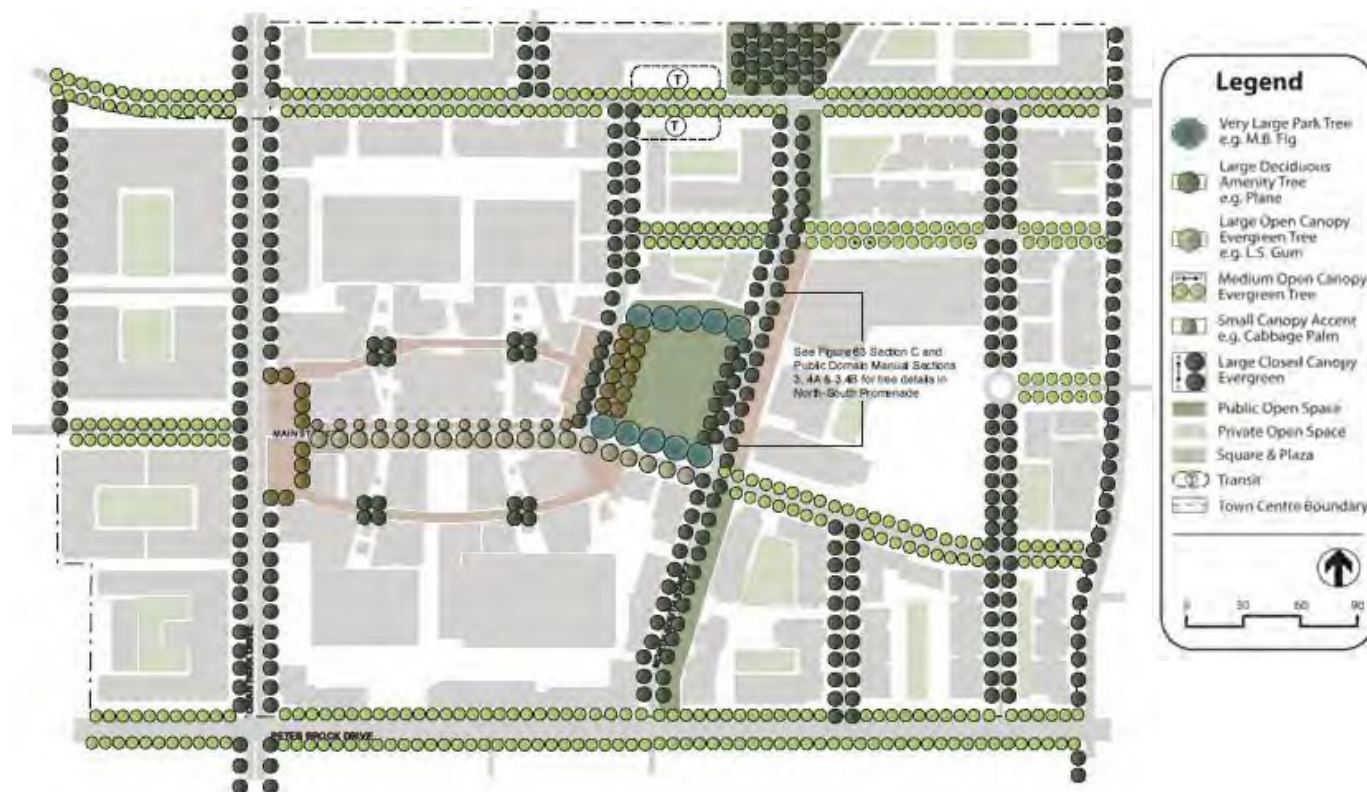 T
T
MAIN ST
See Figure 63 Section C and
Public Domain Manual Sections
3, 4A & 3.4B for tree details in
North-South Promenade
PETER BROCK DRIVE
Legend
Very Large Park Tree
e.g. M.B. Fig
Large Deciduous
Amenity Tree
e.g. Plane
Large Open Canopy
Evergreen Tree
e.g. L.S. Gum
Medium Open Canopy
Evergreen Tree
Small Canopy Accent
e.g. Cabbage Palm
Large Closed Canopy
Evergreen
Public Open Space
Private Open Space
Square & Plaza
T Transit
Town Centre Boundary
0 30 60 90